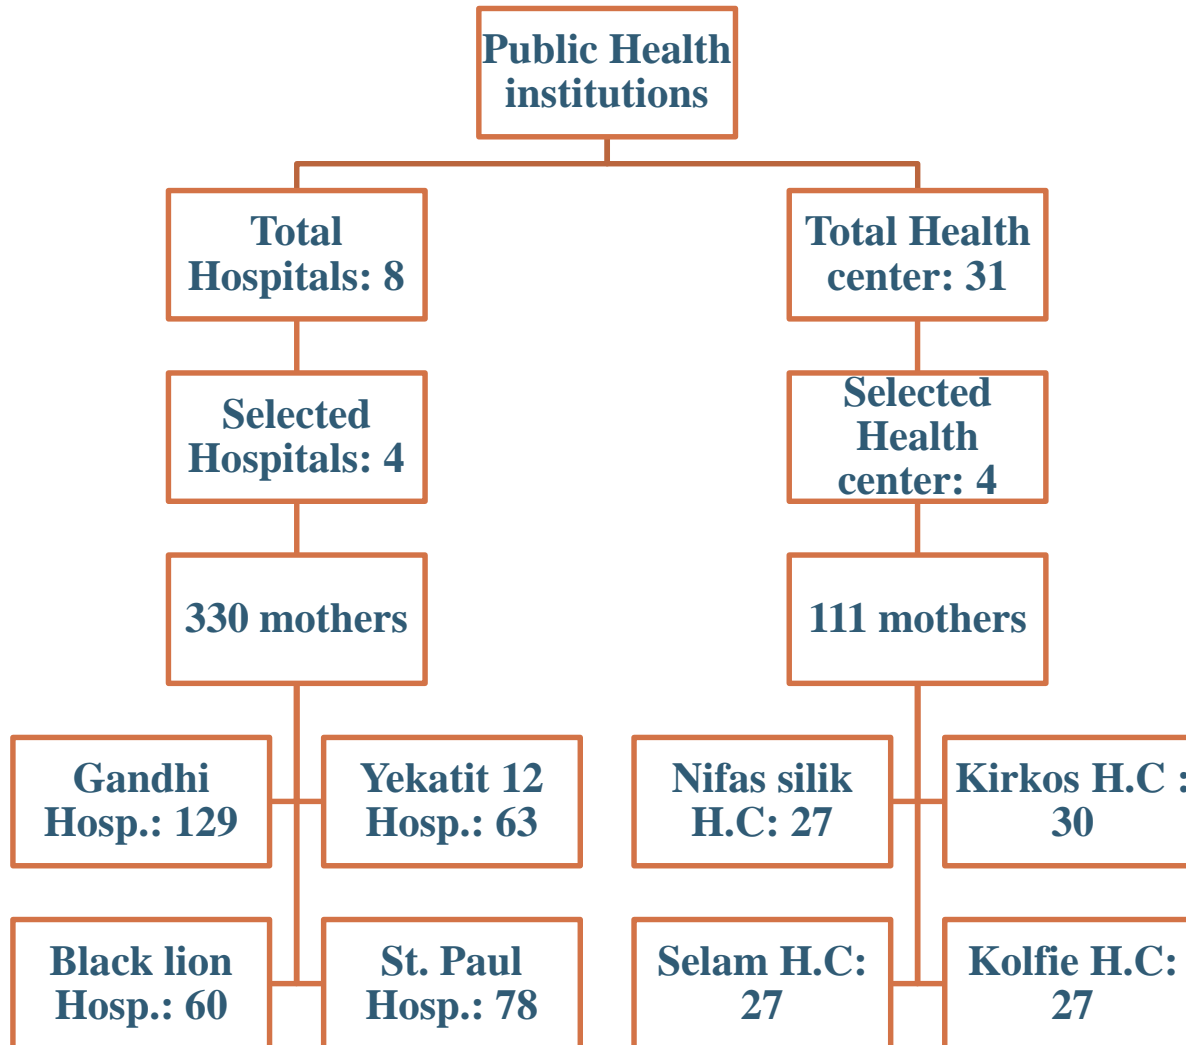 Public Health
institutions
Total
Hospitals: 8
Total Health
center: 31
Selected
Hospitals: 4
Selected
Health
center: 4
330 mothers
111 mothers
Gandhi
Hosp.: 129
Yekatit 12
Hosp.: 63
Nifas silik
H.C: 27
Kirkos H.C :
30
Black lion
Hosp.: 60
St. Paul
Hosp.: 78
Selam H.C:
27
Kolfie H.C:
27